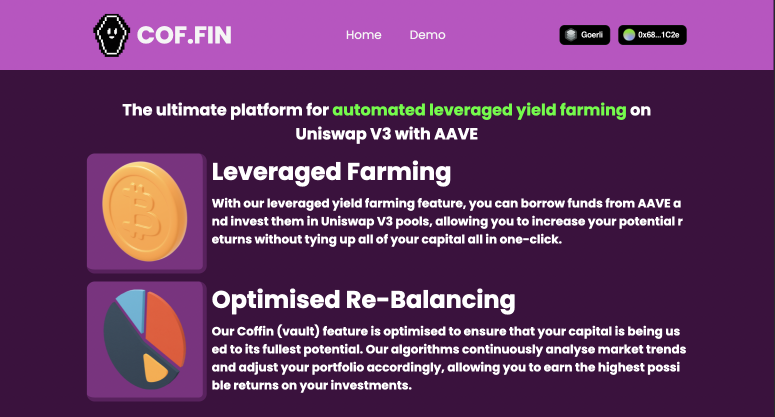 COF.FIN
Home
Demo
Goerli
0x68...1C2e
The ultimate platform for automated leveraged yield farming on
Uniswap V3 with AAVE
Leveraged Farming
With our leveraged yield farming feature, you can borrow funds from AAVE a
nd invest them in Uniswap V3 pools, allowing you to increase your potential r
eturns without tying up all of your capital all in one-click.
Optimised Re-Balancing
Our Coffin (vault) feature is optimised to ensure that your capital is being us
ed to its fullest potential. Our algorithms continuously analyse market trends
and adjust your portfolio accordingly, allowing you to earn the highest possi
ble returns on your investments.